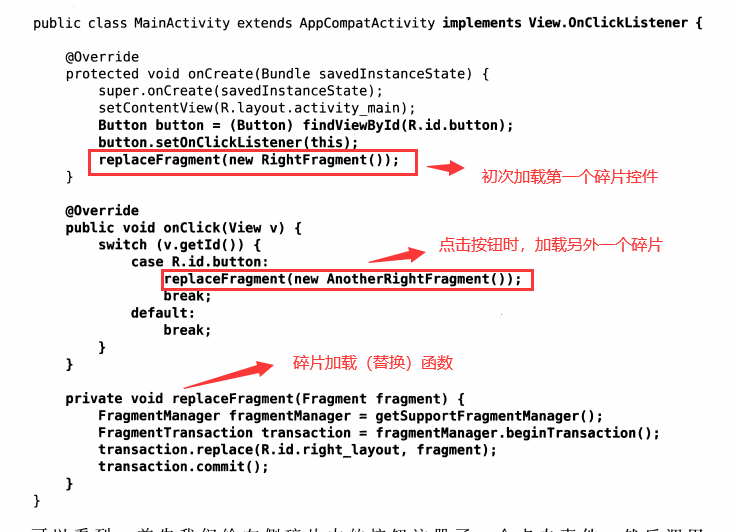 public class MainActivity extends AppCompatActivity implements View.OnClickListener {
@Override
protected void onCreate(Bundle savedInstanceState) {
super.onCreate(savedInstanceState);
setContentView(R.layout.activity_main);
Button button = (Button) findViewById(R.id.button);
button.setOnClickListener(this);
replaceFragment(new RightFragment());
初次加载第一个碎片控件
}
@Override
public void onClick(View v) {
switch (v.getId()) {
点击按钮时，加载另外一个碎片
case R.id.button:
replaceFragment(new AnotherRightFragment());
break;
default:
break;
}
}
碎片加载（替换）函数
private void replaceFragment(Fragment fragment) {
FragmentManager fragmentManager = getSupportFragmentManager();
FragmentTransaction transaction = fragmentManager.beginTransaction();
transaction.replace(R.id.right_layout, fragment);
transaction.commit();
}
}